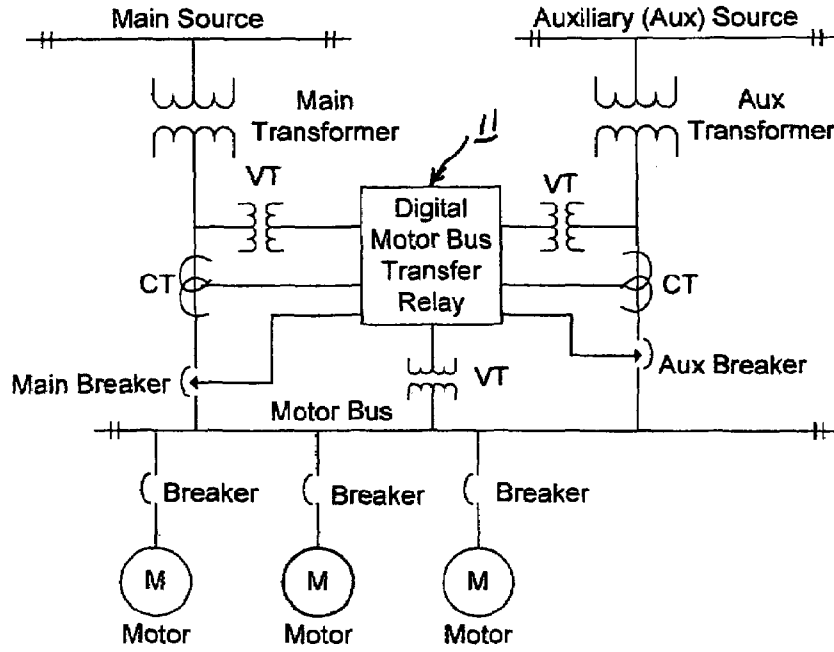 Main Source
Auxiliary (Aux) Source
Main
Transformer
11
Aux
Transformer
VT
VT
Digital
Motor Bus
Transfer
Relay
CT
CT
Main Breaker
Aux Breaker
VT
Motor Bus
Breaker
Breaker
Breaker
M
M
M
Motor
Motor
Motor